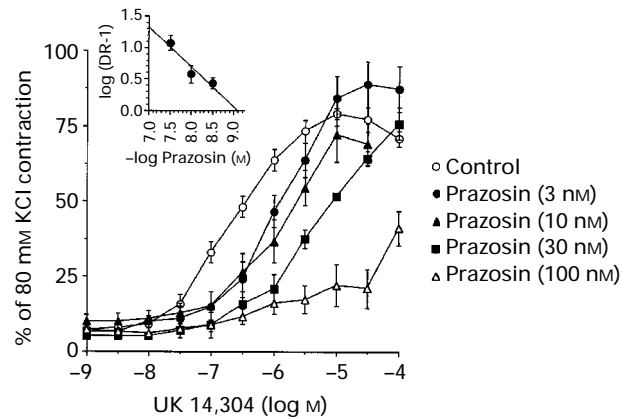 1.5
1.0
0.5
0.0
log (DR-1)
7.0 7.5 8.0 8.5 9.0
–log Prazosin (M)
100
75
50
25
0
% of 80 mM KCl contraction
–9 –8 –7 –6 –5 –4
UK 14,304 (log M)
Control
Prazosin (3 nM)
Prazosin (10 nM)
Prazosin (30 nM)
Prazosin (100 nM)